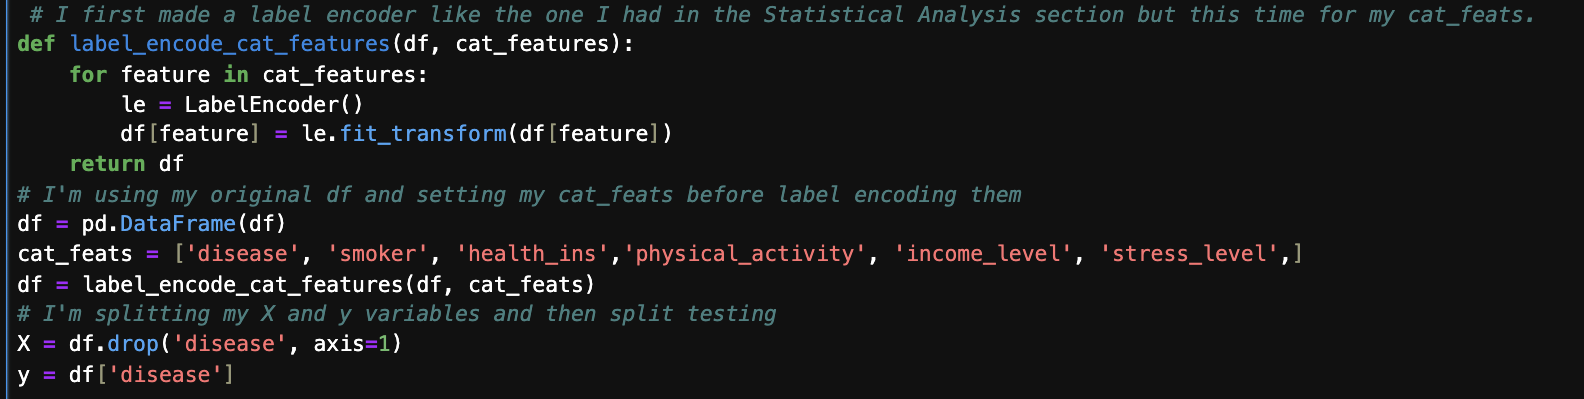 # I first made a label encoder like the one I had in the Statistical Analysis section but this time for my cat_feats.
def label_encode_cat_features(df, cat_features):
    for feature in cat_features:
        le = LabelEncoder()
        df[feature] = le.fit_transform(df[feature])
    return df
# I'm using my original df and setting my cat_feats before label encoding them
df = pd.DataFrame(df)
cat_feats = ['disease', 'smoker', 'health_ins','physical_activity', 'income_level', 'stress_level',]
df = label_encode_cat_features(df, cat_feats)
# I'm splitting my X and y variables and then split testing
X = df.drop('disease', axis=1)
y = df['disease']